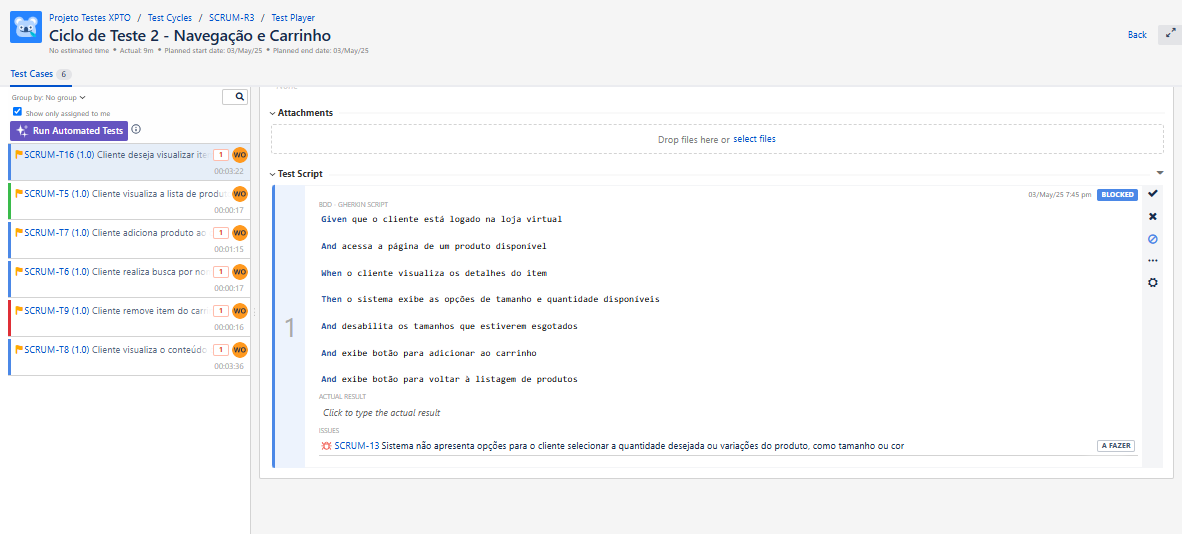 Projeto Testes XPTO / Test Cycles / SCRUM-R3 / Test Player
Ciclo de Teste 2 - Navegação e Carrinho
No estimated time • Actual: 9m • Planned start date: 03/May/25 • Planned end date: 03/May/25
Back
Test Cases 6
Group by: No group
Show only assigned to me
Run Automated Tests
SCRUM-T16 (1.0) Cliente deseja visualizar ite 1 WO
00:03:22
SCRUM-T5 (1.0) Cliente visualiza a lista de produt WO
00:00:17
SCRUM-T7 (1.0) Cliente adiciona produto ao 1 WO
00:01:15
SCRUM-T6 (1.0) Cliente realiza busca por no 1 WO
00:00:17
SCRUM-T9 (1.0) Cliente remove item do carri 1 WO
00:00:16
SCRUM-T8 (1.0) Cliente visualiza o conteúdo 1 WO
00:03:36
None
Attachments
Drop files here or select files
Test Script
03/May/25 7:45 pm BLOCKED
1
BDD - GHERKIN SCRIPT
Given que o cliente está logado na loja virtual
And acessa a página de um produto disponível
When o cliente visualiza os detalhes do item
Then o sistema exibe as opções de tamanho e quantidade disponíveis
And desabilita os tamanhos que estiverem esgotados
And exibe botão para adicionar ao carrinho
And exibe botão para voltar à listagem de produtos
ACTUAL RESULT
Click to type the actual result
ISSUES
SCRUM-13 Sistema não apresenta opções para o cliente selecionar a quantidade desejada ou variações do produto, como tamanho ou cor A FAZER